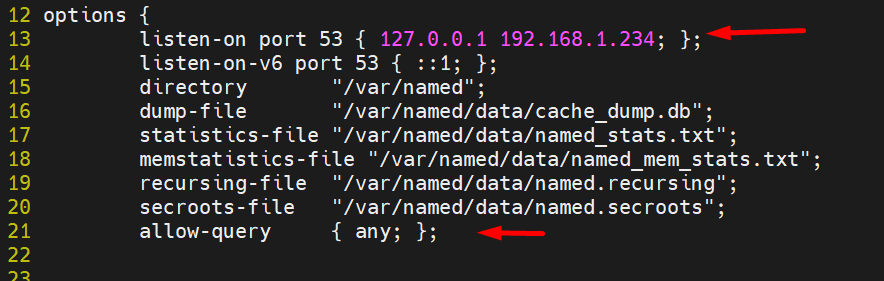 12 options {
13         listen-on port 53 { 127.0.0.1 192.168.1.234; };
14         listen-on-v6 port 53 { ::1; };
15         directory       "/var/named";
16         dump-file       "/var/named/data/cache_dump.db";
17         statistics-file "/var/named/data/named_stats.txt";
18         memstatistics-file "/var/named/data/named_mem_stats.txt";
19         recursing-file  "/var/named/data/named.recursing";
20         secroots-file   "/var/named/data/named.secroots";
21         allow-query     { any; };
22
23